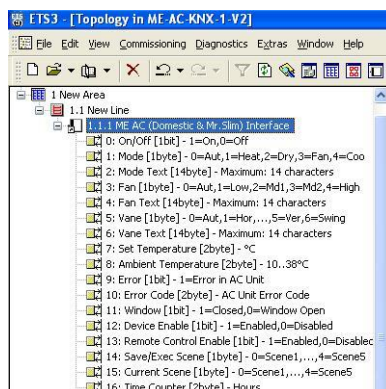 ETS3 - [Topology in ME-AC-KNX-1-V2]
File Edit View Commissioning Diagnostics Extras Window Help
1 New Area
1.1 New Line
1.1.1 ME AC (Domestic & Mr.Slim) Interface
0: On/Off [1bit] - 1=On,0=Off
1: Mode [1byte] - 0=Aut,1=Heat,2=Dry,3=Fan,4=Coo
2: Mode Text [14byte] - Maximum: 14 characters
3: Fan [1byte] - 0=Aut,1=Low,2=Md1,3=Md2,4=High
4: Fan Text [14byte] - Maximum: 14 characters
5: Vane [1byte] - 0=Aut,1=Hor,...,5=Ver,6=Swing
6: Vane Text [14byte] - Maximum: 14 characters
7: Set Temperature [2byte] - °C
8: Ambient Temperature [2byte] - 10..38°C
9: Error [1bit] - 1=Error in AC Unit
10: Error Code [2byte] - AC Unit Error Code
11: Window [1bit] - 1=Closed,0=Window Open
12: Device Enable [1bit] - 1=Enabled,0=Disabled
13: Remote Control Enable [1bit] - 1=Enabled,0=Disablec
14: Save/Exec Scene [1byte] - 0=Scene1,...,4=Scene5
15: Current Scene [1byte] - 0=Scene1,...,4=Scene5
16: Time Counter [2byte] - Hours